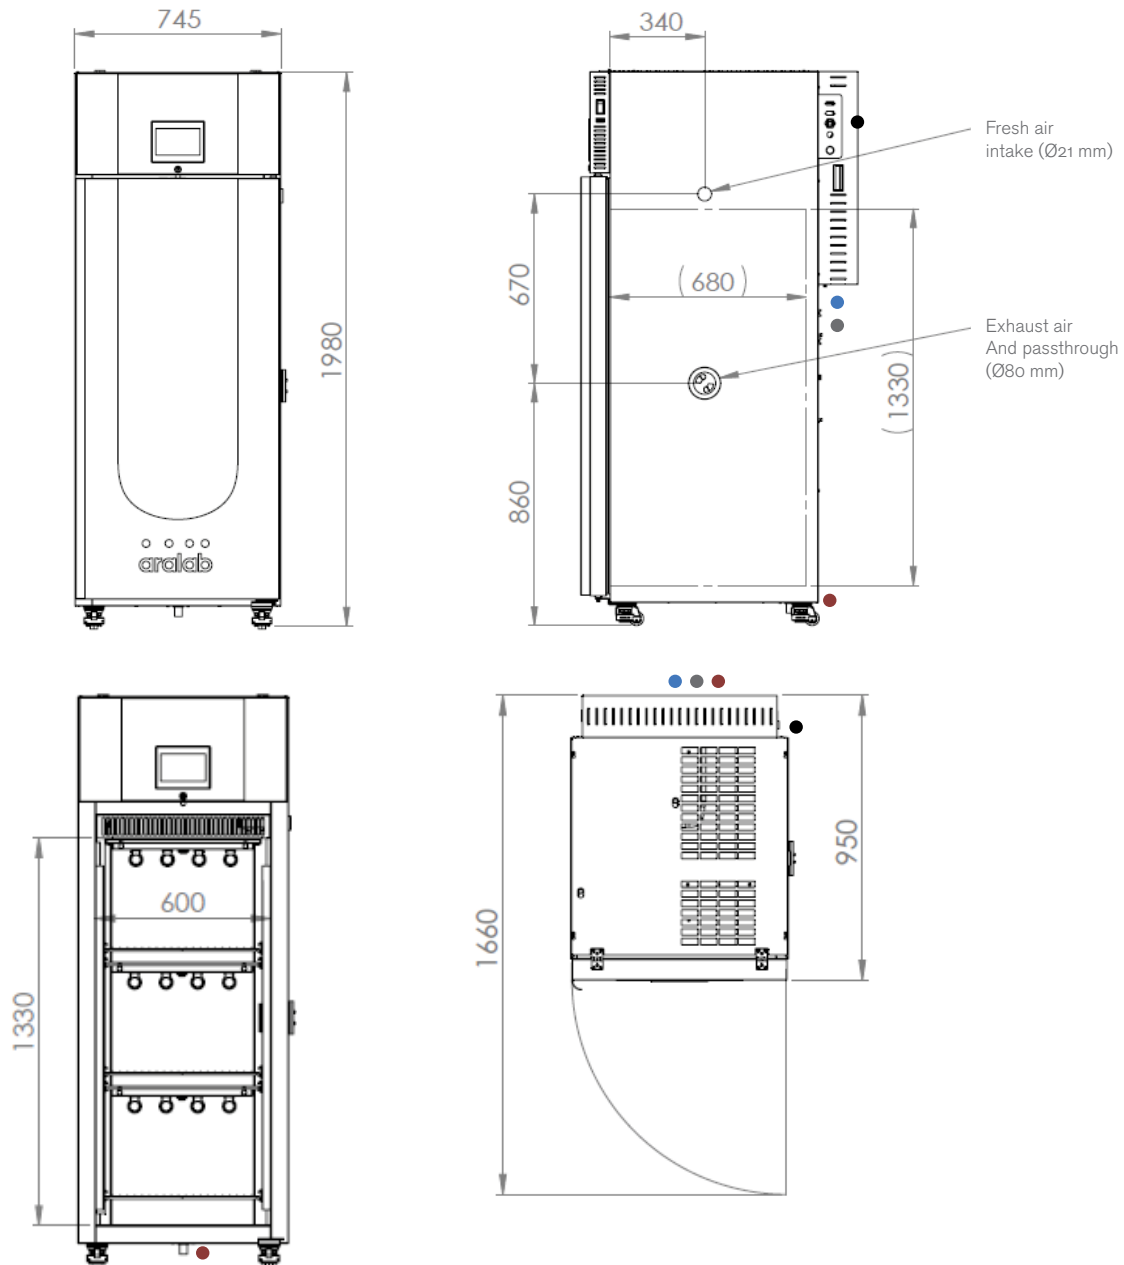 745
340
Fresh air
intake (Ø21 mm)
670
(680)
1980
Exhaust air
And passthrough
(Ø80 mm)
(1330)
860
aralab
600
950
1660
1330